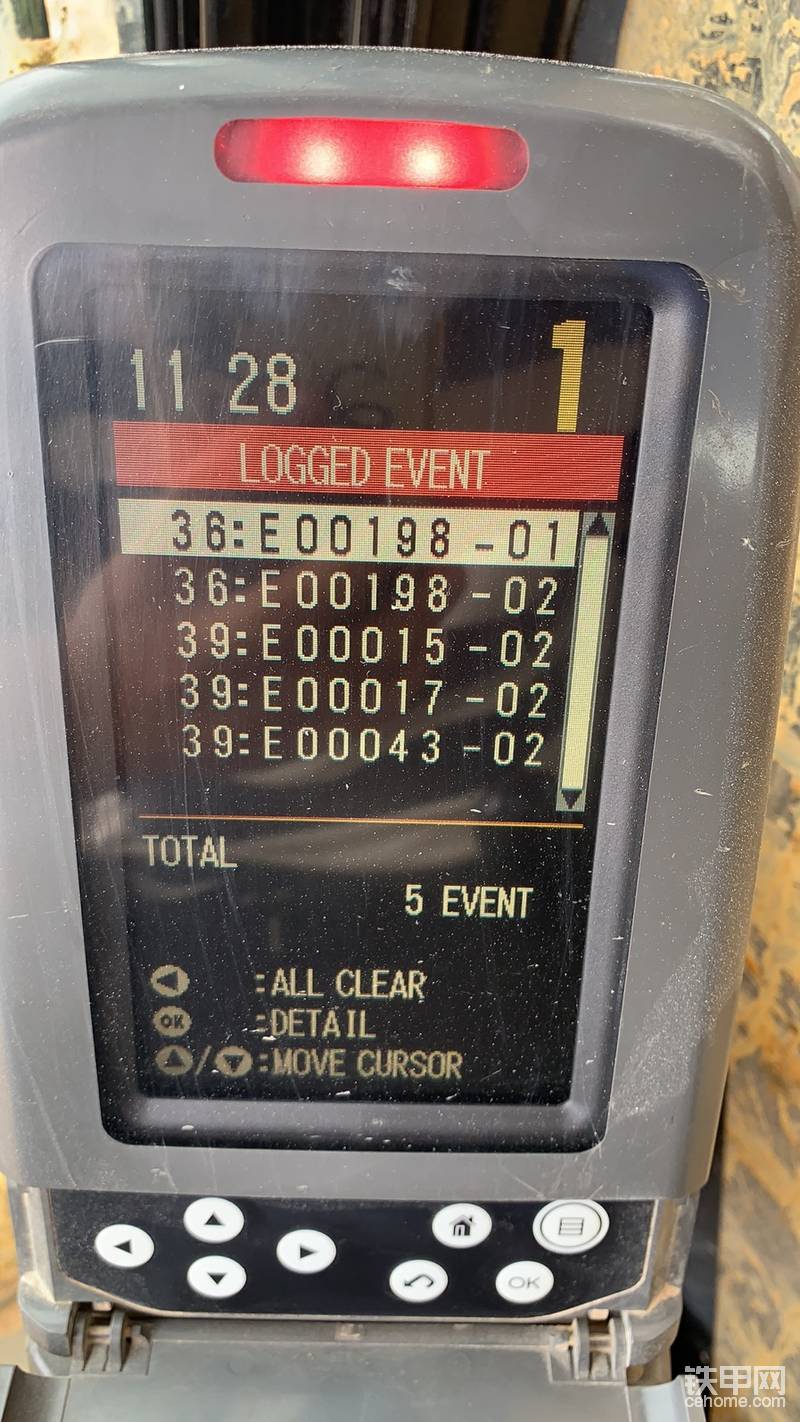 11 28 1
LOGGED EVENT
36:E00198-01
36:E00198-02
39:E00015-02
39:E00017-02
39:E00043-02
TOTAL
5 EVENT
:ALL CLEAR
OK :DETAIL
/ :MOVE CURSOR
OK
铁甲网
cehome.com